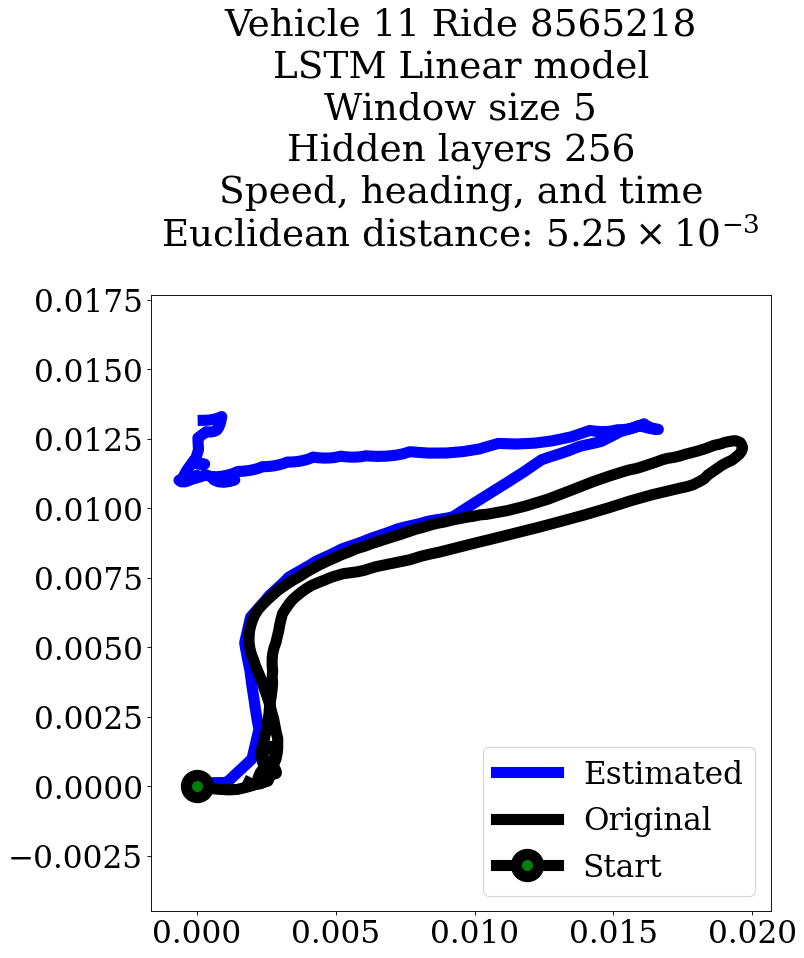 Vehicle 11 Ride 8565218
LSTM Linear model
Window size 5
Hidden layers 256
Speed, heading, and time
Euclidean distance: 5.25 × 10⁻³
0.0175
0.0150
0.0125
0.0100
0.0075
0.0050
0.0025
0.0000
−0.0025
Estimated
Original
Start
0.000 0.005 0.010 0.015 0.020